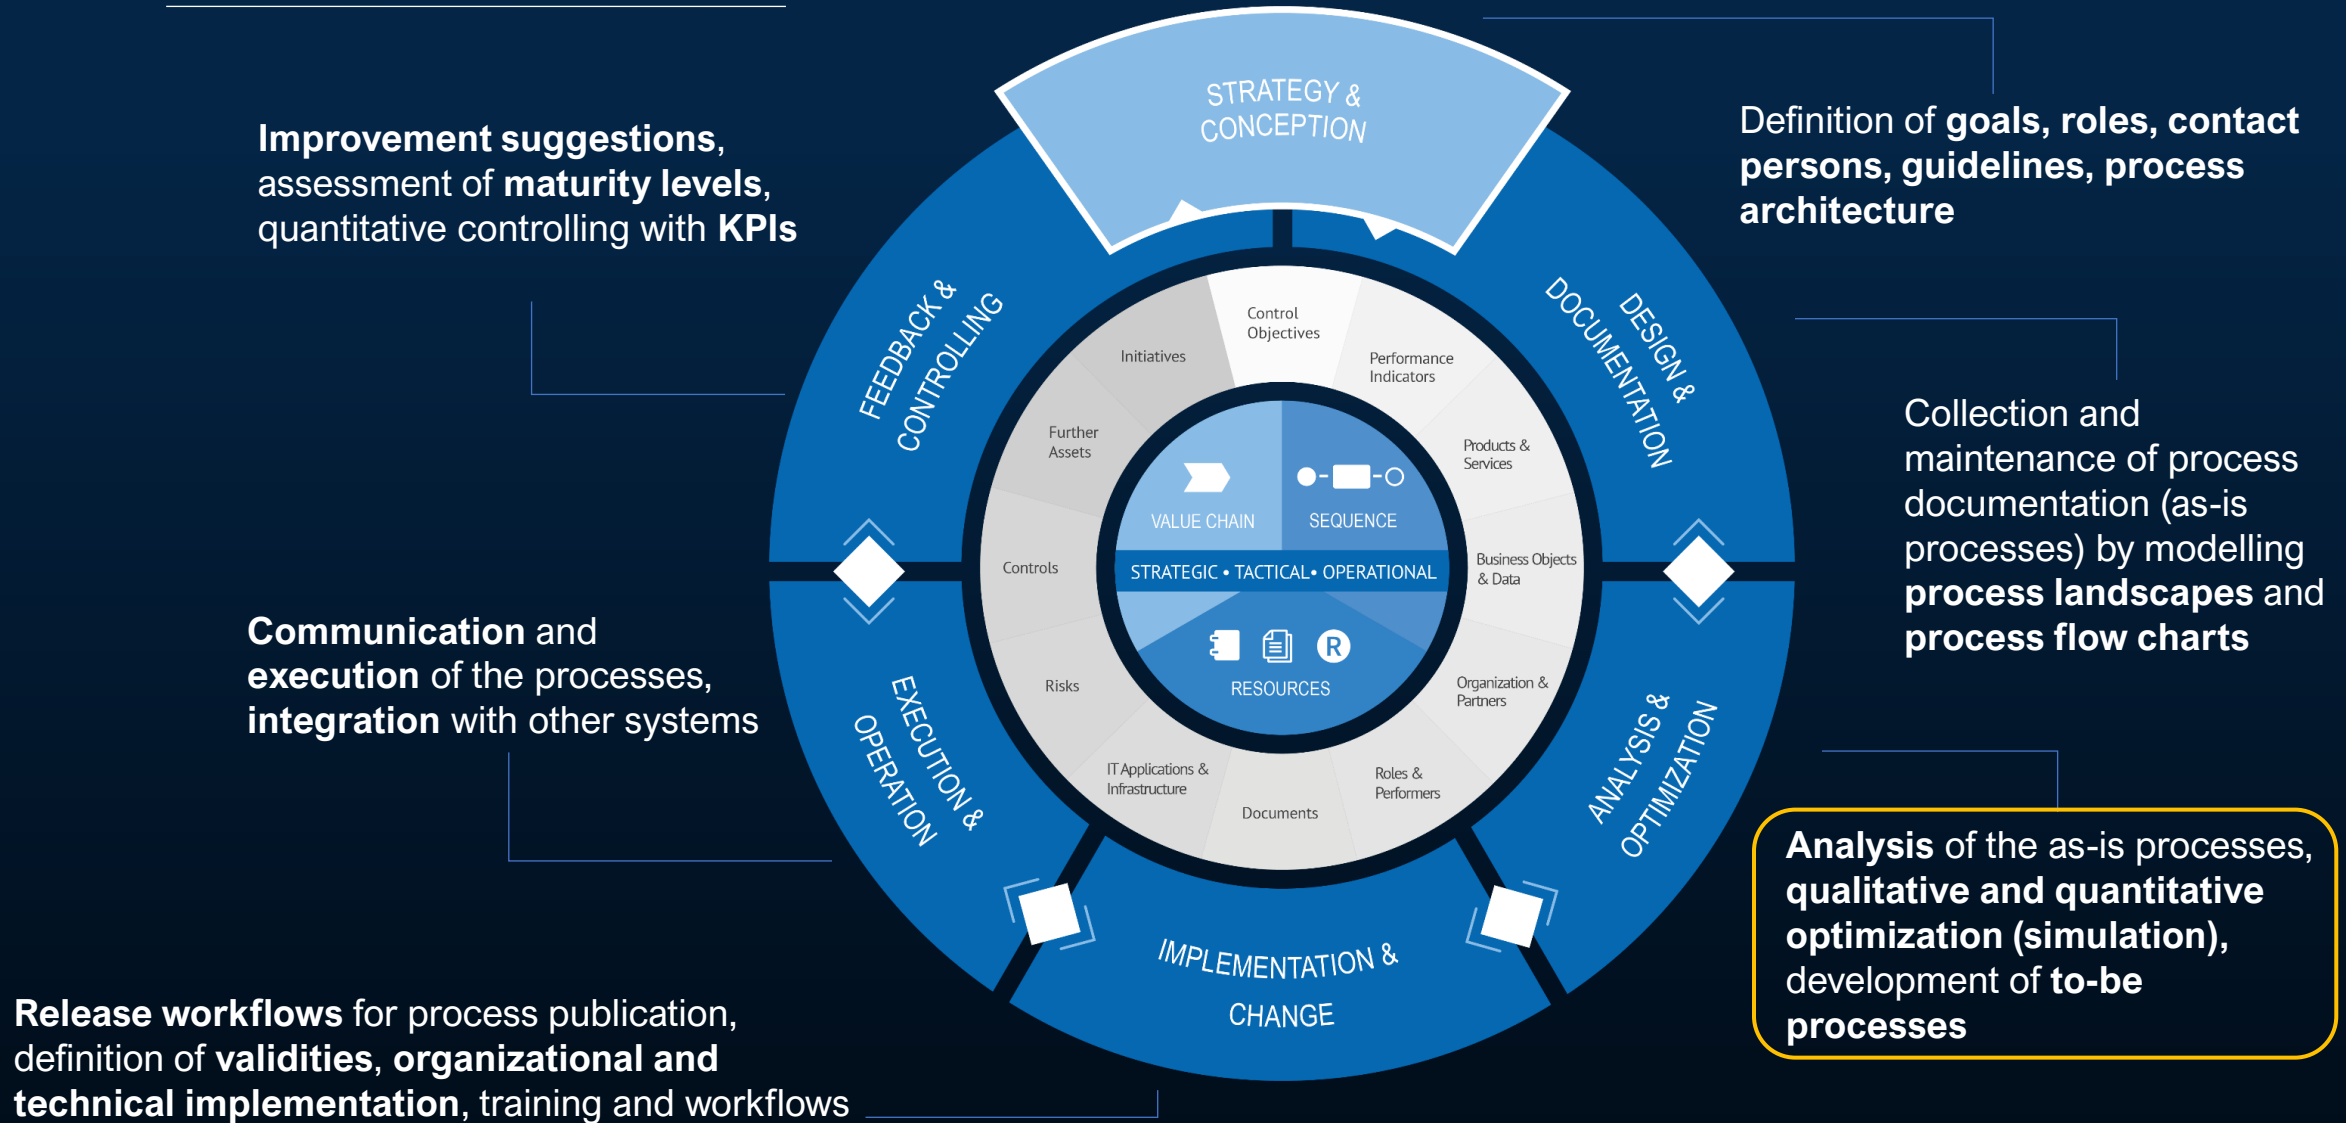 STRATEGY &
CONCEPTION
Definition of goals, roles, contact
persons, guidelines, process
architecture
Improvement suggestions,
assessment of maturity levels,
quantitative controlling with KPIs
DESIGN &
DOCUMENTATION
Collection and
maintenance of process
documentation (as-is
processes) by modelling
process landscapes and
process flow charts
ANALYSIS &
OPTIMIZATION
Analysis of the as-is processes,
qualitative and quantitative
optimization (simulation),
development of to-be
processes
IMPLEMENTATION &
CHANGE
Release workflows for process publication,
definition of validities, organizational and
technical implementation, training and workflows
EXECUTION &
OPERATION
Communication and
execution of the processes,
integration with other systems
FEEDBACK &
CONTROLLING
Control
Objectives
Performance
Indicators
Products &
Services
Business Objects
& Data
Organization &
Partners
Roles &
Performers
Documents
IT Applications &
Infrastructure
Risks
Controls
Further
Assets
Initiatives
VALUE CHAIN
SEQUENCE
STRATEGIC • TACTICAL • OPERATIONAL
R
RESOURCES